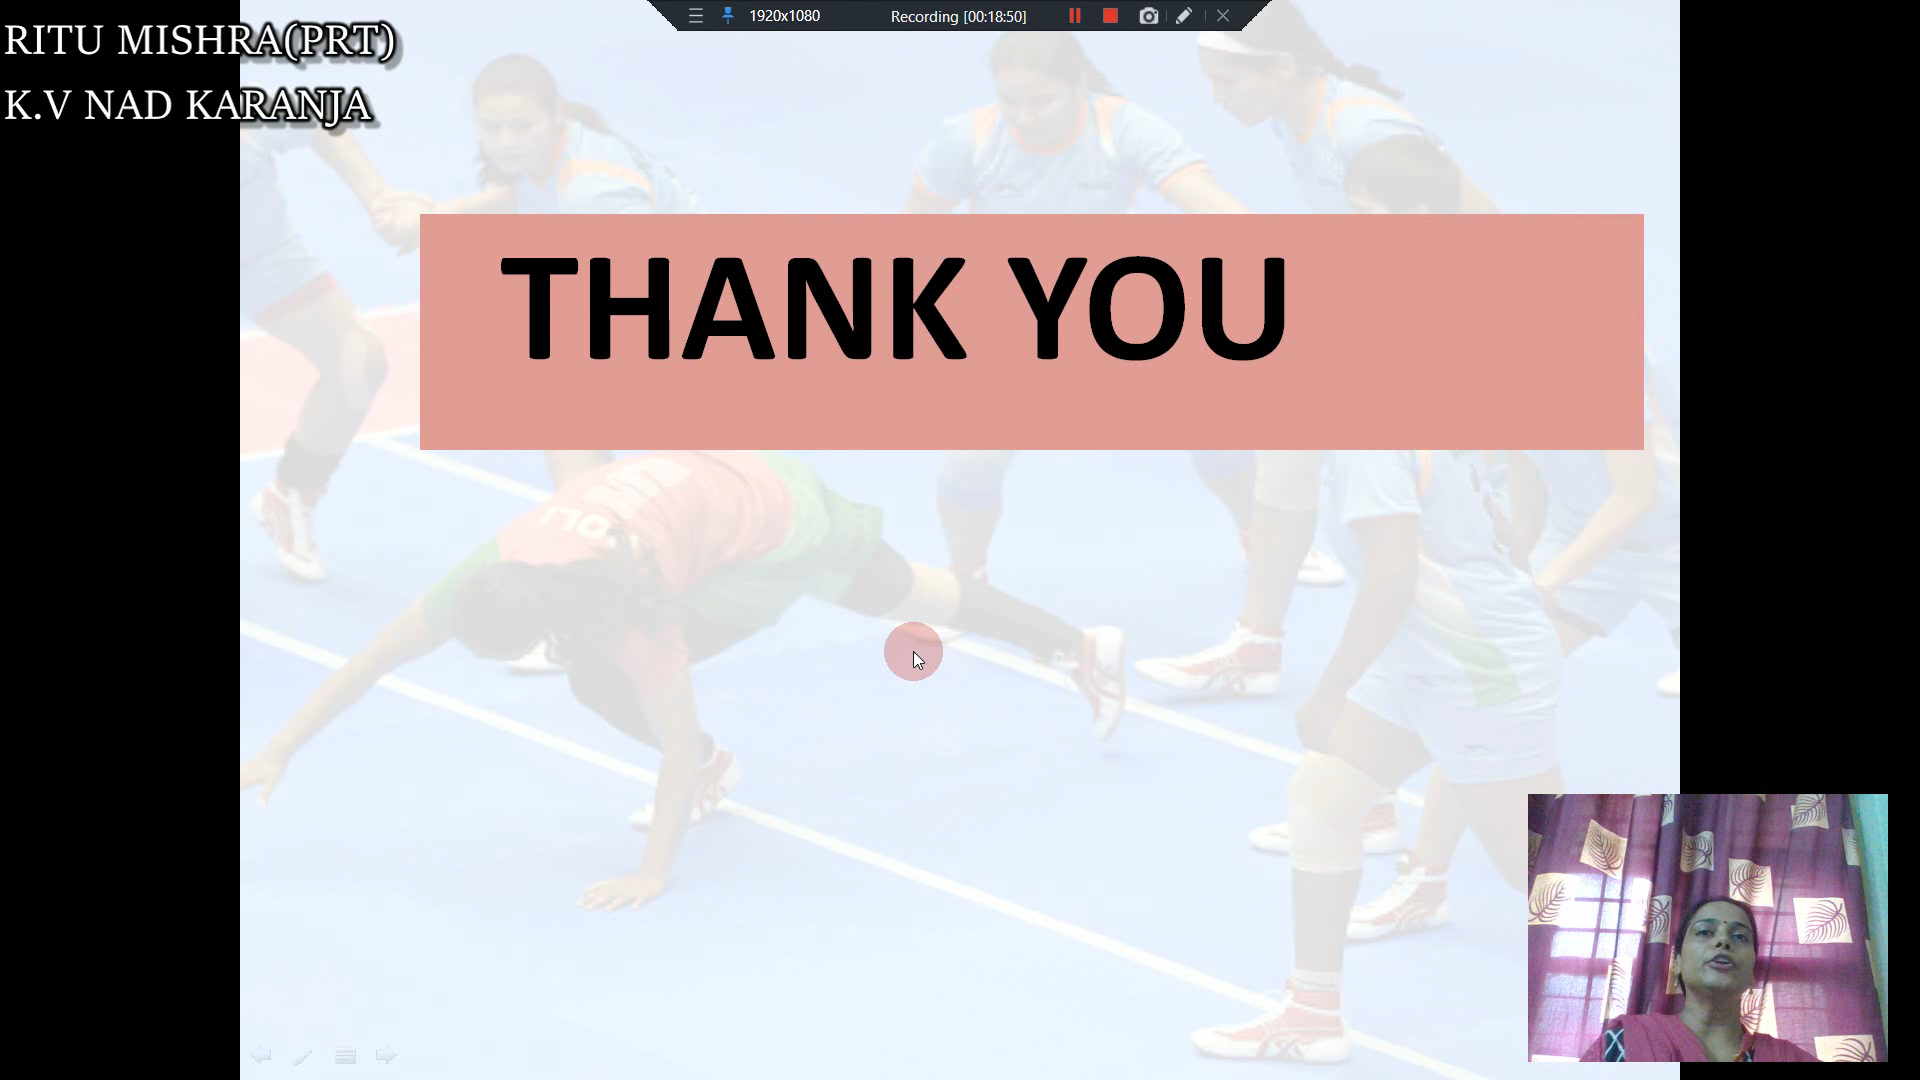 1920x1080
Recording [00:18:50]
RITU MISHRA(PRT)
K.V NAD KARANJA
THANK YOU